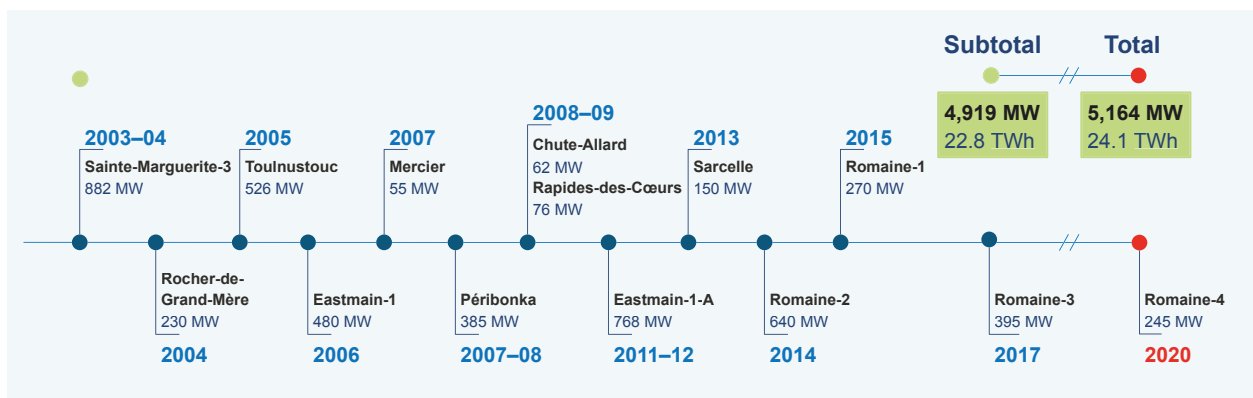 Subtotal
Total
4,919 MW
22.8 TWh
5,164 MW
24.1 TWh
2003–04
Sainte-Marguerite-3
882 MW
Rocher-de-
Grand-Mère
230 MW
2004
2005
Toulnustouc
526 MW
Eastmain-1
480 MW
2006
2007
Mercier
55 MW
Péribonka
385 MW
2007–08
2008–09
Chute-Allard
62 MW
Rapides-des-Cœurs
76 MW
Eastmain-1-A
768 MW
2011–12
2013
Sarcelle
150 MW
Romaine-2
640 MW
2014
2015
Romaine-1
270 MW
Romaine-3
395 MW
2017
Romaine-4
245 MW
2020